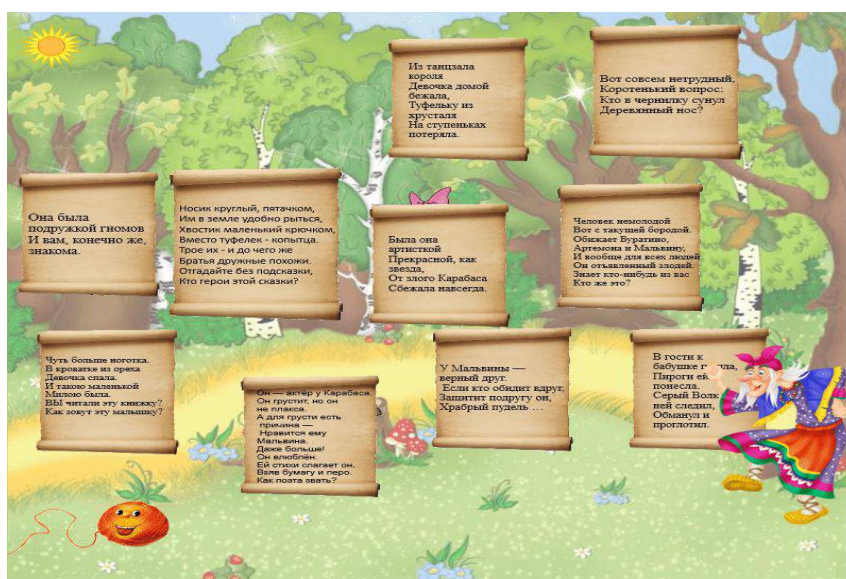 Из танцзала
короля
Девочка домой
бежала,
Туфельку из
хрусталя
На ступеньках
потеряла.
Вот совсем нетрудный,
Коротенький вопрос:
Кто в чернилку сунул
Деревянный нос?
Она была
подружкой гномов
И вам, конечно же,
знакома.
Носик круглый, пятачком,
Им в земле удобно рыться,
Хвостик маленький крючком,
Вместо туфелек - копытца.
Трое их - и до чего же
Братья дружные похожи.
Отгадайте без подсказки,
Кто герои этой сказки?
Была она
артисткой
Прекрасной, как
звезда,
От злого Карабаса
Сбежала навсегда.
Человек немолодой
Вот с такущей бородой.
Обижает Буратино,
Артемона и Мальвину,
И вообще для всех людей
Он отъявленный злодей.
Знает кто-нибудь из вас
Кто же это?
Чуть больше ноготка.
В кроватке из ореха
Девочка спала.
И такою маленькой
Милою была.
ВЫ читали эту книжку?
Как зовут эту малышку?
Он — актёр у Карабаса
Он грустит, но он
не плакса.
А для грусти есть
причина —
Нравится ему
Мальвина.
Даже больше!
Он влюблён.
Ей стихи слагает он.
Взяв бумагу и перо.
Как поэта звать?
У Мальвины —
верный друг.
Если кто обидит вдруг,
Защитит подругу он,
Храбрый пудель …
В гости к
бабушке
Пироги ей
понесла.
Серый Волк
ней следил,
Обманул и
проглотил.